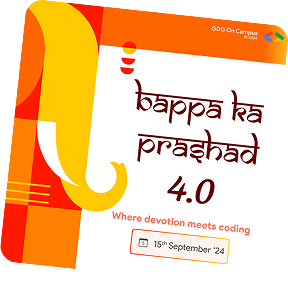 GDG On Campus
bappa ka
prashad
4.0
Where devotion meets coding
15th September '24